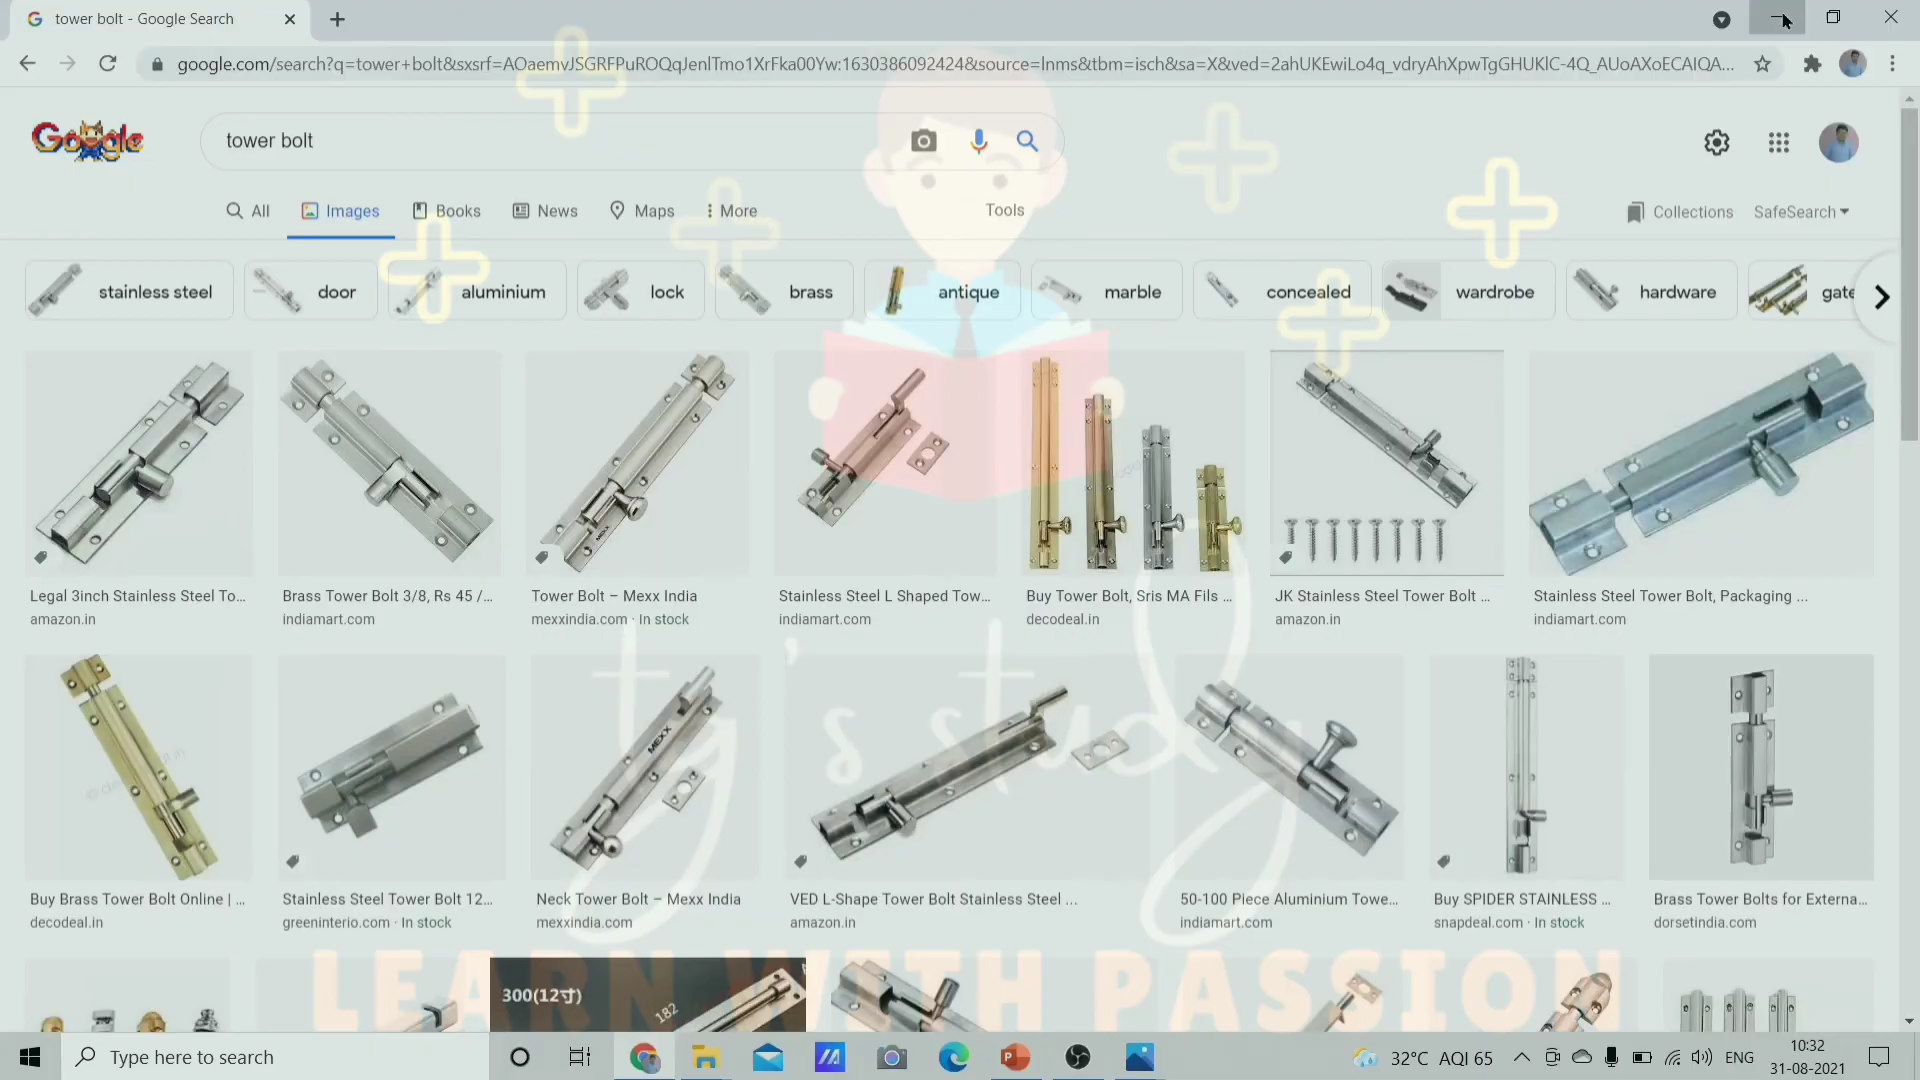 tower bolt - Google Search
google.com/search?q=tower+bolt&sxsrf=AOaemvJSGRFPuROQqJenlTmo1XrFka00Yw:1630386092424&source=lnms&tbm=isch&sa=X&ved=2ahUKEwiLo4q_vdryAhXpwTgGHUKlC-4Q_AUoAXoECAIQA...
Google
tower bolt
All Images Books News Maps More Tools Collections SafeSearch
stainless steel door aluminium lock brass antique marble concealed wardrobe hardware gate
Legal 3inch Stainless Steel To... Brass Tower Bolt 3/8, Rs 45 /... Tower Bolt – Mexx India Stainless Steel L Shaped Tow... Buy Tower Bolt, Sris MA Fils ... JK Stainless Steel Tower Bolt ... Stainless Steel Tower Bolt, Packaging ...
amazon.in indiamart.com mexxindia.com · In stock indiamart.com decodeal.in amazon.in indiamart.com
MEXX
tg's study
Buy Brass Tower Bolt Online | ... Stainless Steel Tower Bolt 12... Neck Tower Bolt – Mexx India VED L-Shape Tower Bolt Stainless Steel ... 50-100 Piece Aluminium Towe... Buy SPIDER STAINLESS ... Brass Tower Bolts for Externa...
decodeal.in greeninterio.com · In stock mexxindia.com amazon.in indiamart.com snapdeal.com · In stock dorsetindia.com
LEARN WITH PASSION
300(12寸)
182
Type here to search 32°C AQI 65 ENG 10:32
31-08-2021